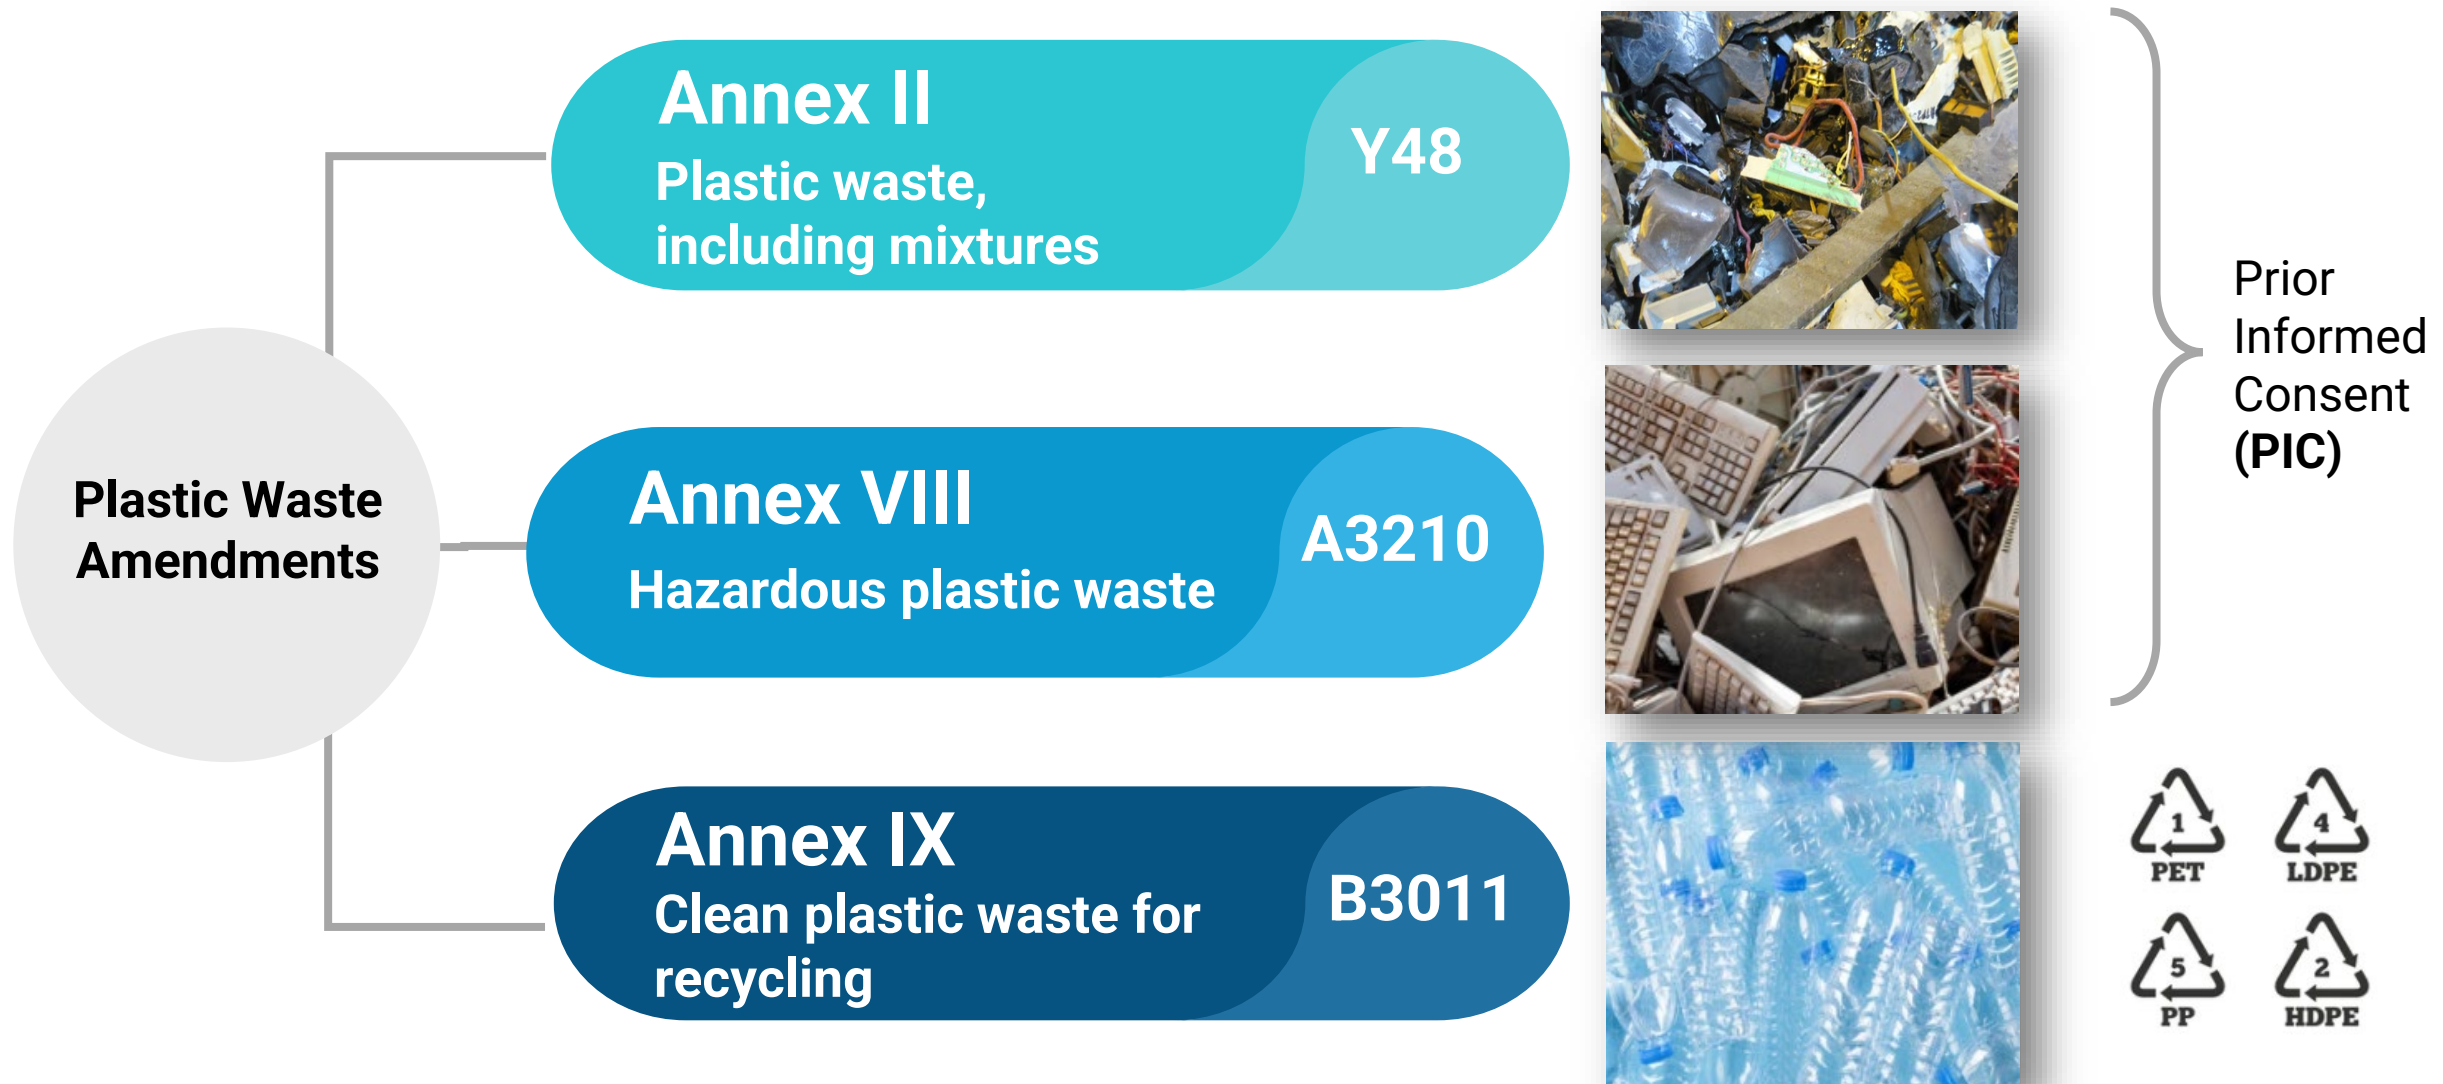 Plastic Waste
Amendments
Annex II
Plastic waste,
including mixtures
Y48
Annex VIII
Hazardous plastic waste
A3210
Annex IX
Clean plastic waste for
recycling
B3011
Prior
Informed
Consent
(PIC)
1
PET
4
LDPE
5
PP
2
HDPE